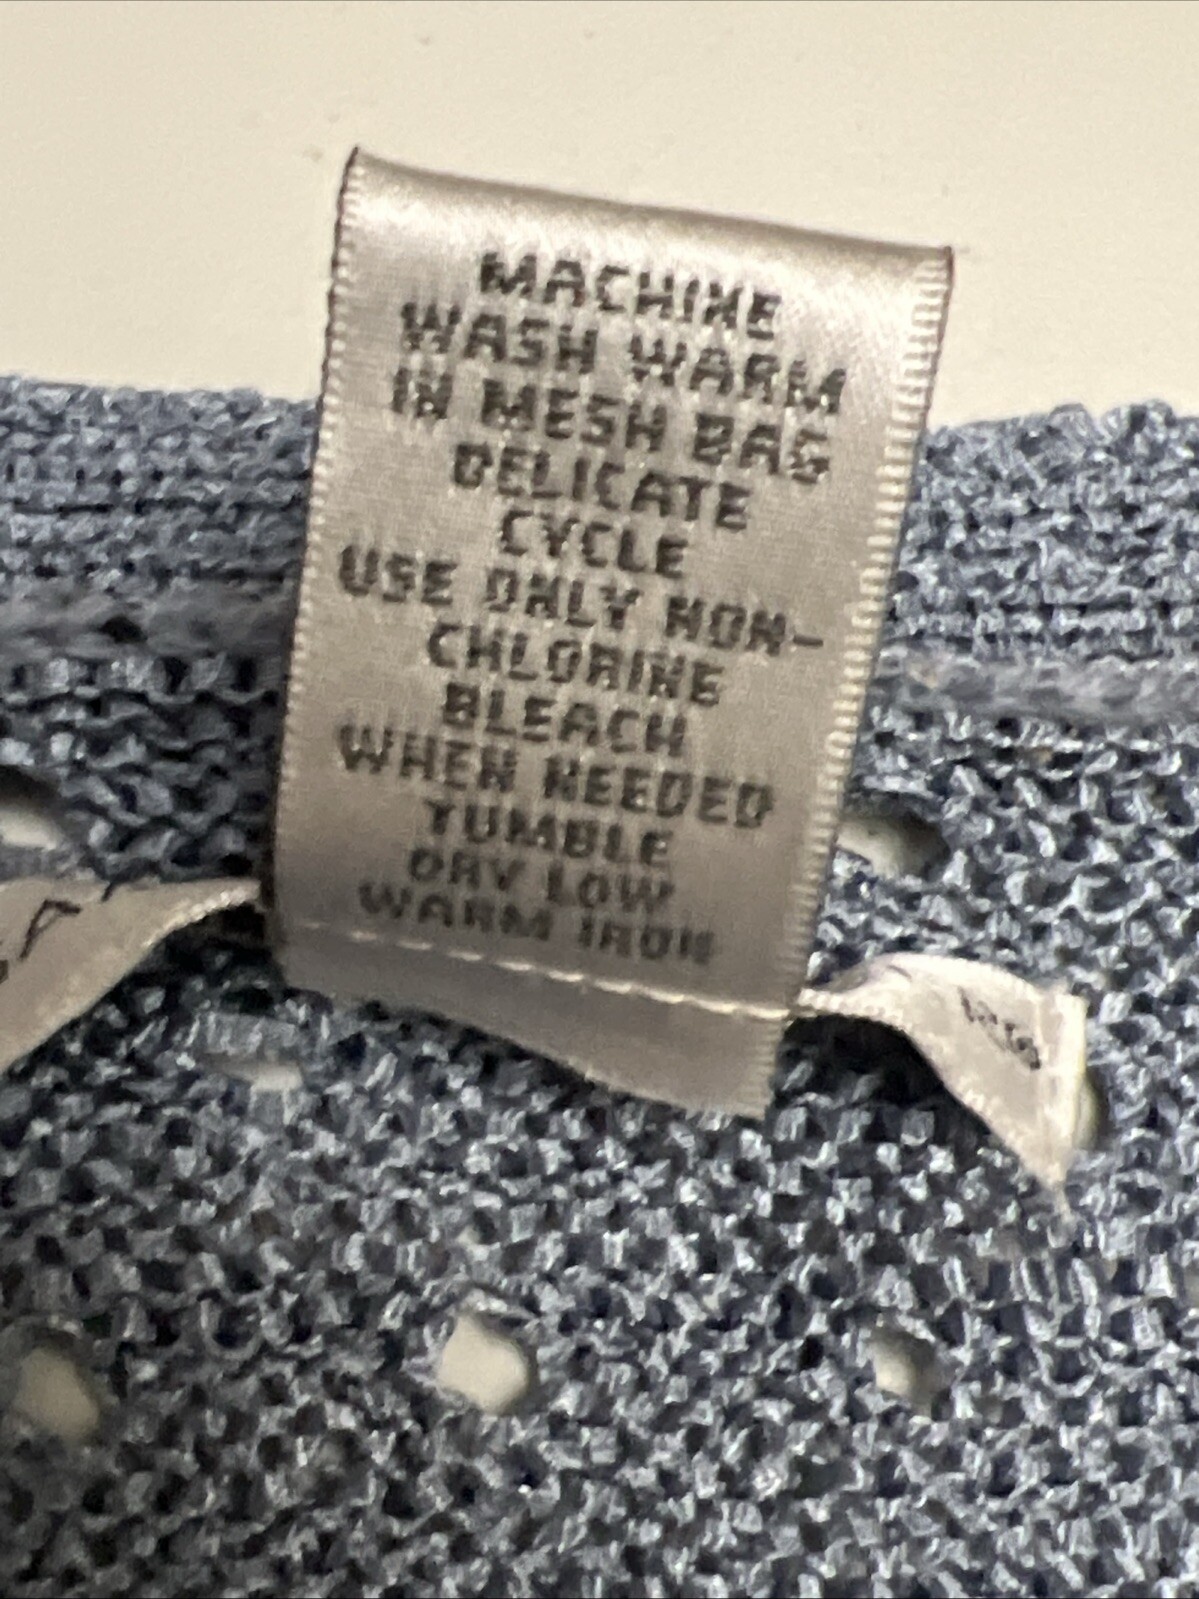 MACHINE
WASH WARM
IN MESH BAG
DELICATE
CYCLE
USE ONLY NON-
CHLORINE
BLEACH
WHEN NEEDED
TUMBLE
DRY LOW
WARM IRON